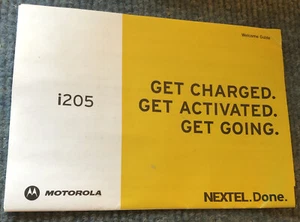 Welcome Guide
i205
GET CHARGED.
GET ACTIVATED.
GET GOING.
MOTOROLA
NEXTEL.Done.